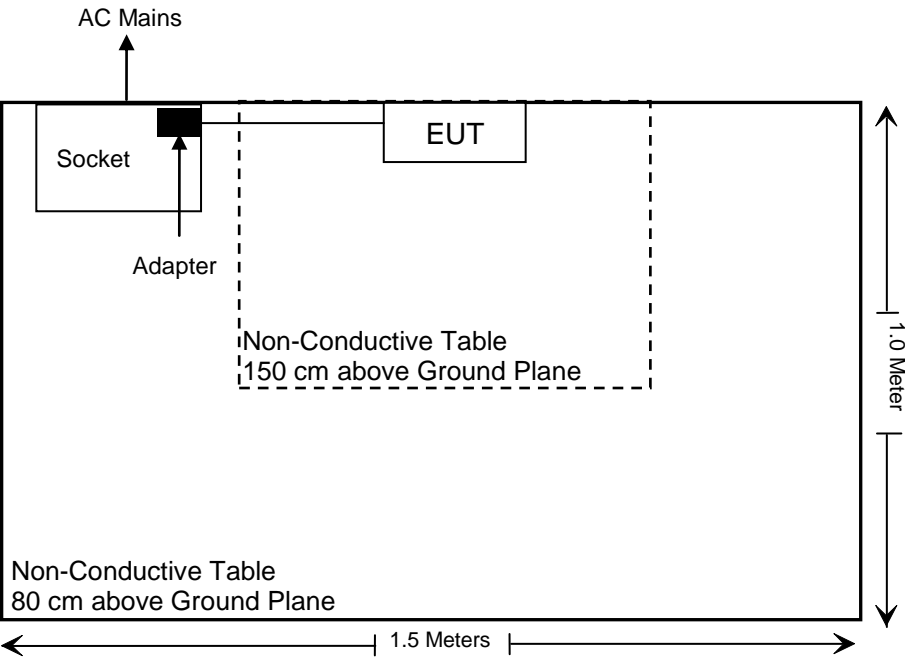 AC Mains
EUT
Socket
Adapter
Non-Conductive Table
150 cm above Ground Plane
1.0 Meter
Non-Conductive Table
80 cm above Ground Plane
1.5 Meters